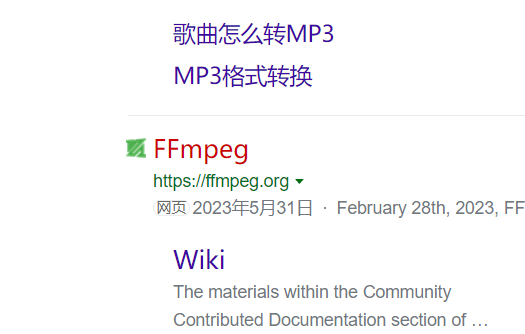 歌曲怎么转MP3
MP3格式转换
FFmpeg
https://ffmpeg.org
网页 2023年5月31日 · February 28th, 2023, FF
Wiki
The materials within the Community
Contributed Documentation section of …